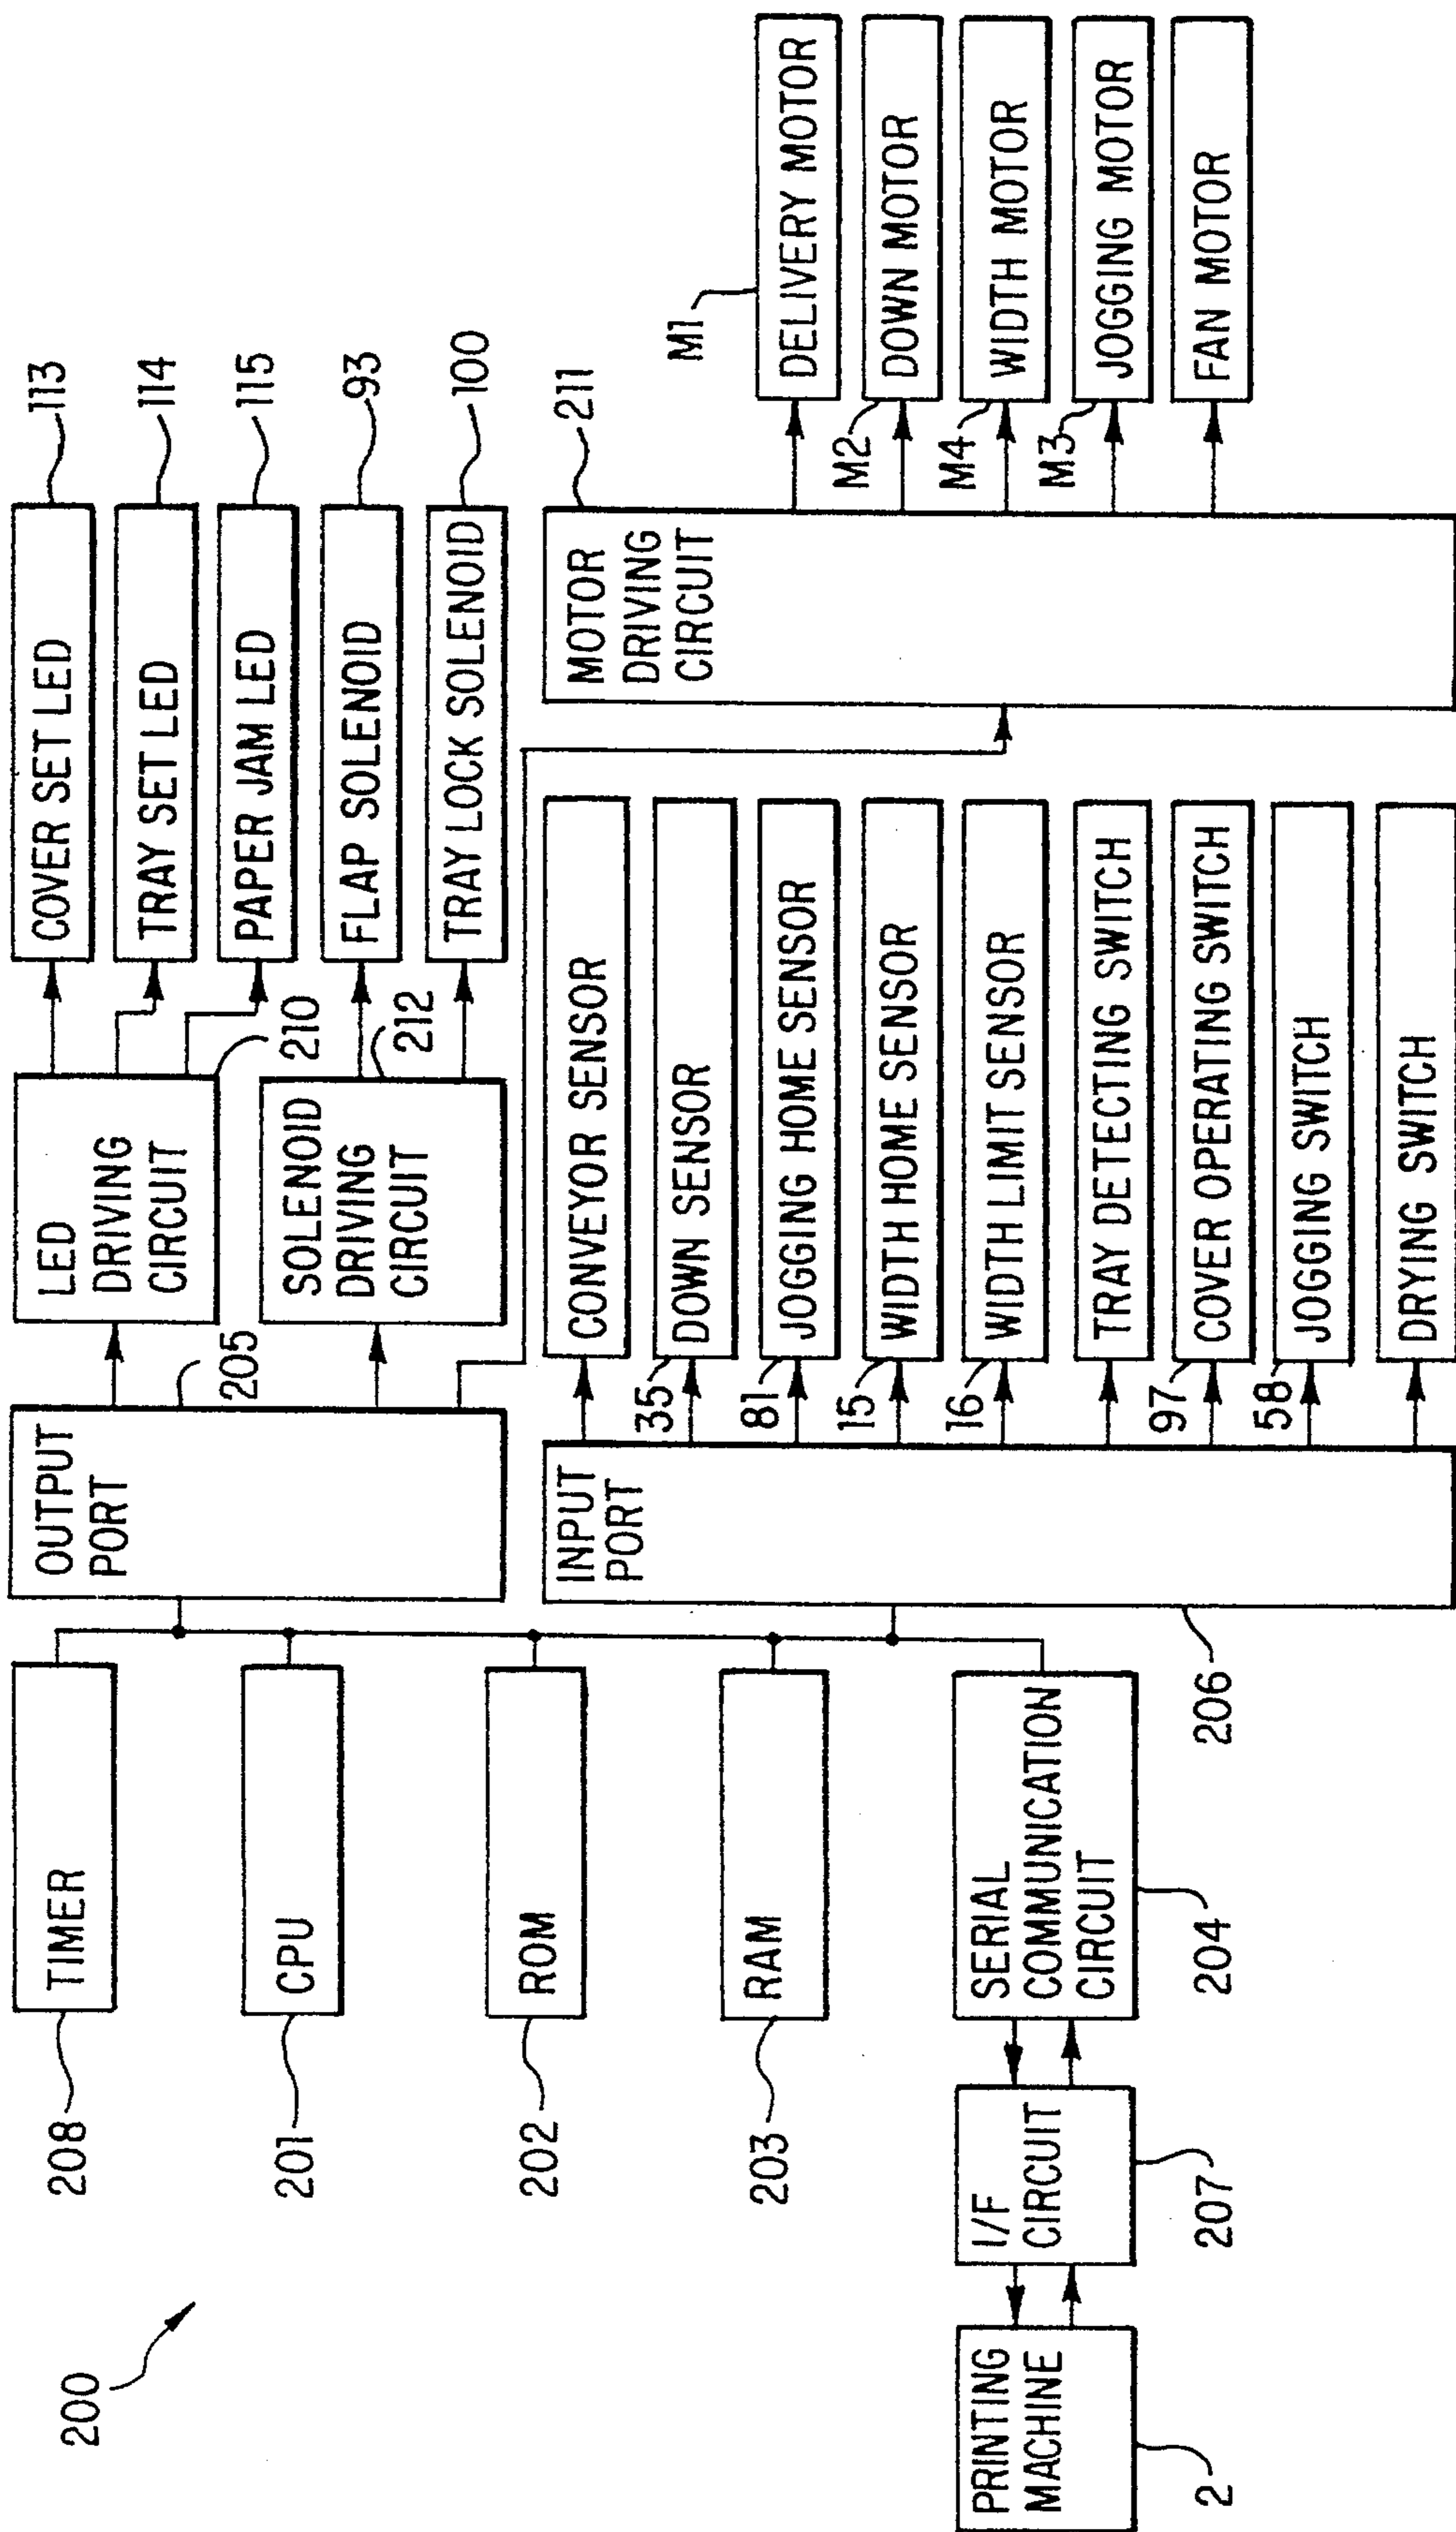 200
208
TIMER
201
CPU
202
ROM
203
RAM
2
PRINTING
MACHINE
207
I/F
CIRCUIT
204
SERIAL
COMMUNICATION
CIRCUIT
OUTPUT
PORT
205
INPUT
PORT
206
LED
DRIVING
CIRCUIT
210
SOLENOID
DRIVING
CIRCUIT
212
COVER SET LED
113
TRAY SET LED
114
PAPER JAM LED
115
FLAP SOLENOID
93
TRAY LOCK SOLENOID
100
CONVEYOR SENSOR
35
DOWN SENSOR
81
JOGGING HOME SENSOR
15
WIDTH HOME SENSOR
16
WIDTH LIMIT SENSOR
TRAY DETECTING SWITCH
97
COVER OPERATING SWITCH
58
JOGGING SWITCH
DRYING SWITCH
MOTOR
DRIVING
CIRCUIT
211
M1
DELIVERY MOTOR
M2
DOWN MOTOR
M4
WIDTH MOTOR
M3
JOGGING MOTOR
FAN MOTOR